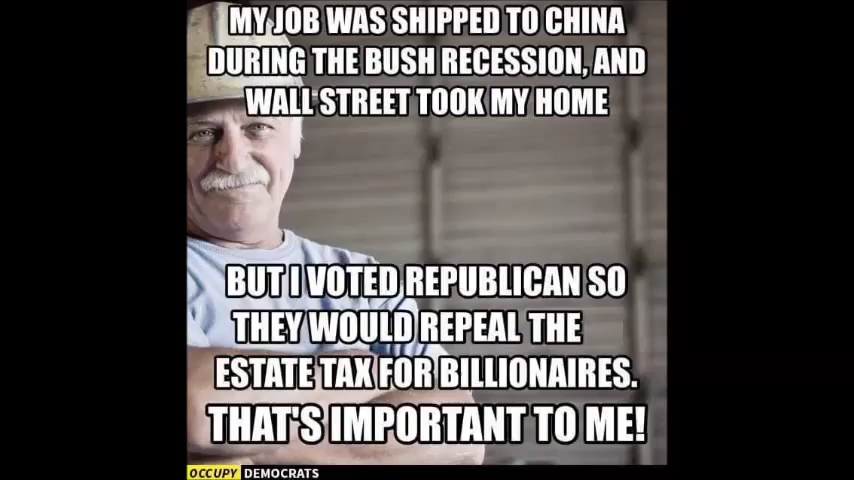 MY JOB WAS SHIPPED TO CHINA
DURING THE BUSH RECESSION, AND
WALL STREET TOOK MY HOME
BUT I VOTED REPUBLICAN SO
THEY WOULD REPEAL THE
ESTATE TAX FOR BILLIONAIRES.
THAT'S IMPORTANT TO ME!
OCCUPY DEMOCRATS